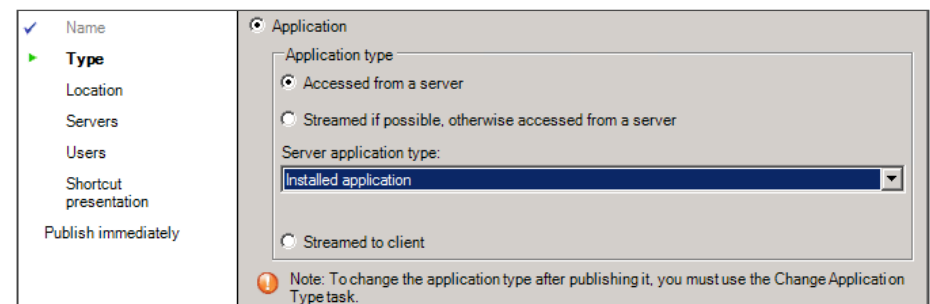 Name
Type
Location
Servers
Users
Shortcut
presentation
Publish immediately
Application
Application type
Accessed from a server
Streamed if possible, otherwise accessed from a server
Server application type:
Installed application
Streamed to client
Note: To change the application type after publishing it, you must use the Change Application
Type task.